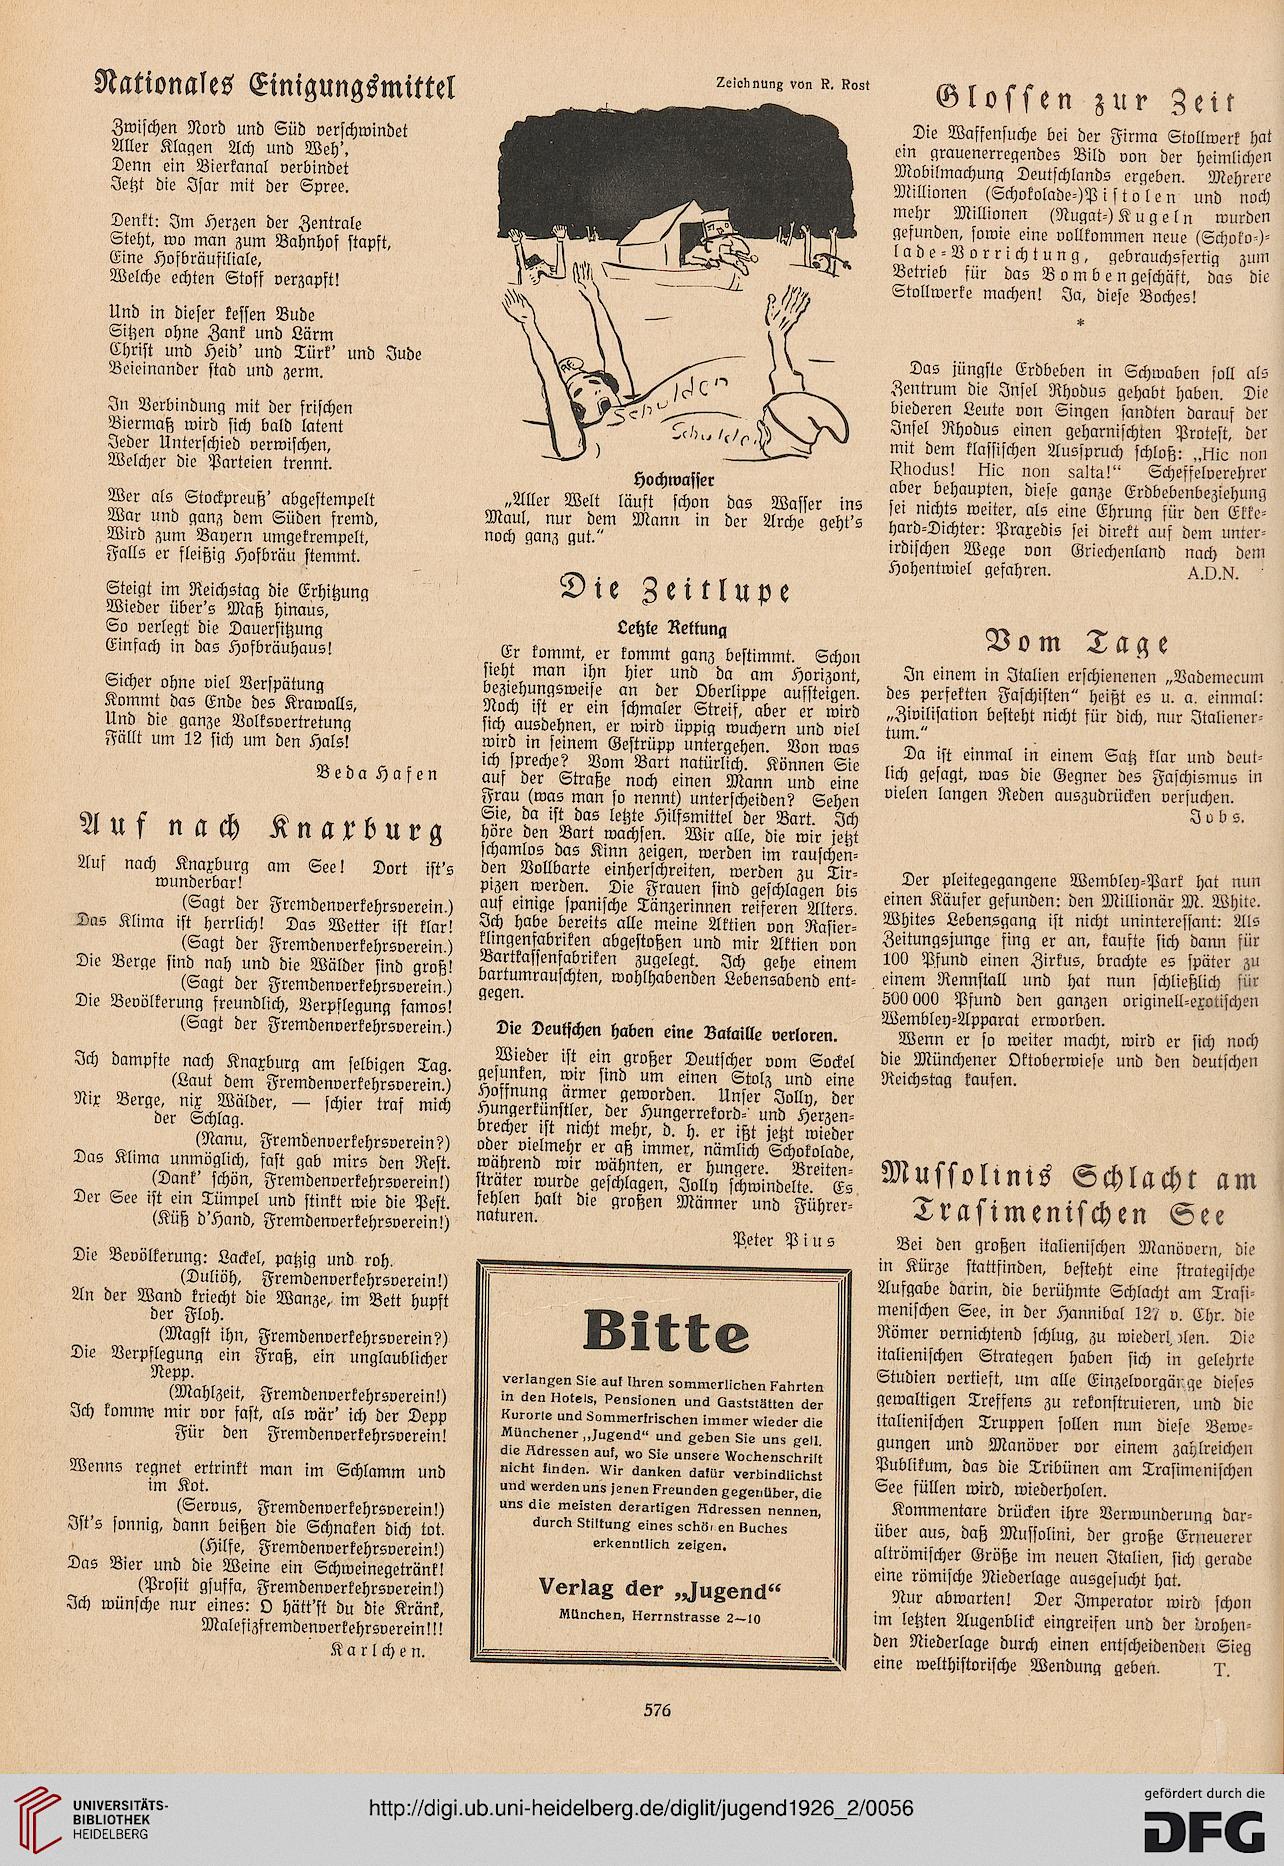 Nationales Einigungsmittel
Zwischen Nord und Süd verschwindet
Aller Klagen Ach und Weh',
Denn ein Bierkanal verbindet
Jetzt die Isar mit der Spree.
Denkt: Im Herzen der Zentrale
Steht, wo man zum Bahnhof stapft,
Eine Hofbräufiliale,
Welche echten Stoff verzapft!
Und in dieser kessen Bude
Sitzen ohne Zank und Lärm
Christ und Heid' und Türk' und Jude
Beieinander stad und zerm.
In Verbindung mit der frischen
Biermaß wird sich bald latent
Jeder Unterschied verwischen,
Welcher die Parteien trennt.
Wer als Stockpreuß' abgestempelt
War und ganz dem Süden fremd,
Wird zum Bayern umgekrempelt,
Falls er fleißig Hofbräu stemmt.
Steigt im Reichstag die Erhitzung
Wieder über's Maß hinaus,
So verlegt die Dauersitzung
Einfach in das Hofbräuhaus!
Sicher ohne viel Verspätung
Kommt das Ende des Krawalls,
Und die ganze Volksvertretung
Fällt um 12 sich um den Hals!
Beda Hafen
Auf nach Knaxburg
Auf nach Knaxburg am See! Dort ist's
wunderbar!
(Sagt der Fremdenverkehrsverein.)
Das Klima ist herrlich! Das Wetter ist klar!
(Sagt der Fremdenverkehrsverein.)
Die Berge sind nah und die Wälder sind groß!
(Sagt der Fremdenverkehrsverein.)
Die Bevölkerung freundlich, Verpflegung famos!
(Sagt der Fremdenverkehrsverein.)
Ich dampfte nach Knaxburg am selbigen Tag.
(Laut dem Fremdenverkehrsverein.)
Nix Berge, nix Wälder, — schier traf mich
der Schlag.
(Nanu, Fremdenverkehrsverein?)
Das Klima unmöglich, fast gab mirs den Rest.
(Dank' schön, Fremdenverkehrsverein!)
Der See ist ein Tümpel und stinkt wie die Pest.
(Küß d'Hand, Fremdenverkehrsverein!)
Die Bevölkerung: Lackel, patzig und roh.
(Duliöh, Fremdenverkehrsverein!)
An der Wand kriecht die Wanze, im Bett hupft
der Floh.
(Magst ihn, Fremdenverkehrsverein?)
Die Verpflegung ein Fraß, ein unglaublicher
Nepp.
(Mahlzeit, Fremdenverkehrsverein!)
Ich komme mir vor fast, als wär' ich der Depp
Für den Fremdenverkehrsverein!
Wenns regnet ertrinkt man im Schlamm und
im Kot.
(Servus, Fremdenverkehrsverein!)
Ist's sonnig, dann beißen die Schnaken dich tot.
(Hilfe, Fremdenverkehrsverein!)
Das Bier und die Weine ein Schweinegetränk!
(Prosit gsuffa, Fremdenverkehrsverein!)
Ich wünsche nur eines: O hätt'st du die Kränk,
Malefizfremdenverkehrsverein!!!
Karlchen.
Zeichnung von R. Rost
Schulden
Schulden
Hochwasser
„Aller Welt läuft schon das Wasser ins
Maul, nur dem Mann in der Arche geht's
noch ganz gut.“
Die Zeitlupe
Letzte Rettung
Er kommt, er kommt ganz bestimmt. Schon
sieht man ihn hier und da am Horizont,
beziehungsweise an der Oberlippe aufsteigen.
Noch ist er ein schmaler Streif, aber er wird
sich ausdehnen, er wird üppig wuchern und viel
wird in seinem Gestrüpp untergehen. Von was
ich spreche? Vom Bart natürlich. Können Sie
auf der Straße noch einen Mann und eine
Frau (was man so nennt) unterscheiden? Sehen
Sie, da ist das letzte Hilfsmittel der Bart. Ich
höre den Bart wachsen. Wir alle, die wir jetzt
schamlos das Kinn zeigen, werden im rauschen-
den Vollbarte einherschreiten, werden zu Tir-
pizen werden. Die Frauen sind geschlagen bis
auf einige spanische Tänzerinnen reiferen Alters.
Ich habe bereits alle meine Aktien von Rasier-
klingenfabriken abgestoßen und mir Aktien von
Bartkassenfabriken zugelegt. Ich gehe einem
bartumrauschten, wohlhabenden Lebensabend ent-
gegen.
Die Deutschen haben eine Bataille verloren.
Wieder ist ein großer Deutscher vom Sockel
gesunken, wir sind um einen Stolz und eine
Hoffnung ärmer geworden. Unser Jolly, der
Hungerkünstler, der Hungerrekord- und Herzen-
brecher ist nicht mehr, d. h. er ißt jetzt wieder
oder vielmehr er aß immer, nämlich Schokolade,
während wir wähnten, er hungere. Breiten-
sträter wurde geschlagen, Jolly schwindelte. Es
fehlen halt die großen Männer und Führer-
naturen.
Peter Pius
Bitte
verlangen Sie auf Ihren sommerlichen Fahrten
in den Hotels, Pensionen und Gaststätten der
Kurorte und Sommerfrischen immer wieder die
Münchener „Jugend“ und geben Sie uns gefl.
die Adressen auf, wo Sie unsere Wochenschrift
nicht finden. Wir danken dafür verbindlichst
und werden uns jenen Freunden gegenüber, die
uns die meisten derartigen Adressen nennen,
durch Stiftung eines schönen Buches
erkenntlich zeigen.
Verlag der „Jugend“
München, Herrnstrasse 2—10
Glossen zur Zeit
Die Waffensuche bei der Firma Stollwerk hat
ein grauenerregendes Bild von der heimlichen
Mobilmachung Deutschlands ergeben. Mehrere
Millionen (Schokolade-)Pistolen und noch
mehr Millionen (Nugat-)Kugeln wurden
gefunden, sowie eine vollkommen neue (Schoko-)-
lade-Vorrichtung, gebrauchsfertig zum
Betrieb für das Bombengeschäft, das die
Stollwerke machen! Ja, diese Boches!
*
Das jüngste Erdbeben in Schwaben soll als
Zentrum die Insel Rhodus gehabt haben. Die
biederen Leute von Singen sandten darauf der
Insel Rhodus einen geharnischten Protest, der
mit dem klassischen Ausspruch schloß: „Hic non
Rhodus! Hic non salta!“ Scheffelverehrer
aber behaupten, diese ganze Erdbebenbeziehung
sei nichts weiter, als eine Ehrung für den Ekke-
hard-Dichter: Praxedis sei direkt auf dem unter-
irdischen Wege von Griechenland nach dem
Hohentwiel gefahren. A.D.N.
Vom Tage
In einem in Italien erschienenen „Vademecum
des perfekten Faschisten“ heißt es u. a. einmal:
„Zivilisation besteht nicht für dich, nur Italiener-
tum.“
Da ist einmal in einem Satz klar und deut-
lich gesagt, was die Gegner des Faschismus in
vielen langen Reden auszudrücken versuchen.
Jobs.
Der pleitegegangene Wembley-Park hat nun
einen Käufer gefunden: den Millionär M. White.
Whites Lebensgang ist nicht uninteressant: Als
Zeitungsjunge fing er an, kaufte sich dann für
100 Pfund einen Zirkus, brachte es später zu
einem Rennstall und hat nun schließlich für
500 000 Pfund den ganzen originell-exotischen
Wembley-Apparat erworben.
Wenn er so weiter macht, wird er sich noch
die Münchener Oktoberwiese und den deutschen
Reichstag kaufen.
Mussolinis Schlacht am
Trasimenischen See
Bei den großen italienischen Manövern, die
in Kürze stattfinden, besteht eine strategische
Aufgabe darin, die berühmte Schlacht am Trasi-
menischen See, in der Hannibal 127 v. Chr. die
Römer vernichtend schlug, zu wiederholen. Die
italienischen Strategen haben sich in gelehrte
Studien vertieft, um alle Einzelvorgänge dieses
gewaltigen Treffens zu rekonstruieren, und die
italienischen Truppen sollen nun diese Bewe-
gungen und Manöver vor einem zahlreichen
Publikum, das die Tribünen am Trasimenischen
See füllen wird, wiederholen.
Kommentare drücken ihre Verwunderung dar-
über aus, daß Mussolini, der große Erneuerer
altrömischer Größe im neuen Italien, sich gerade
eine römische Niederlage ausgesucht hat.
Nur abwarten! Der Imperator wird schon
im letzten Augenblick eingreifen und der drohen-
den Niederlage durch einen entscheidenden Sieg
eine welthistorische Wendung geben. T.
576
UNIVERSITÄTS-
BIBLIOTHEK
HEIDELBERG
http://digi.ub.uni-heidelberg.de/diglit/jugend1926_2/0056
gefördert durch die
DFG